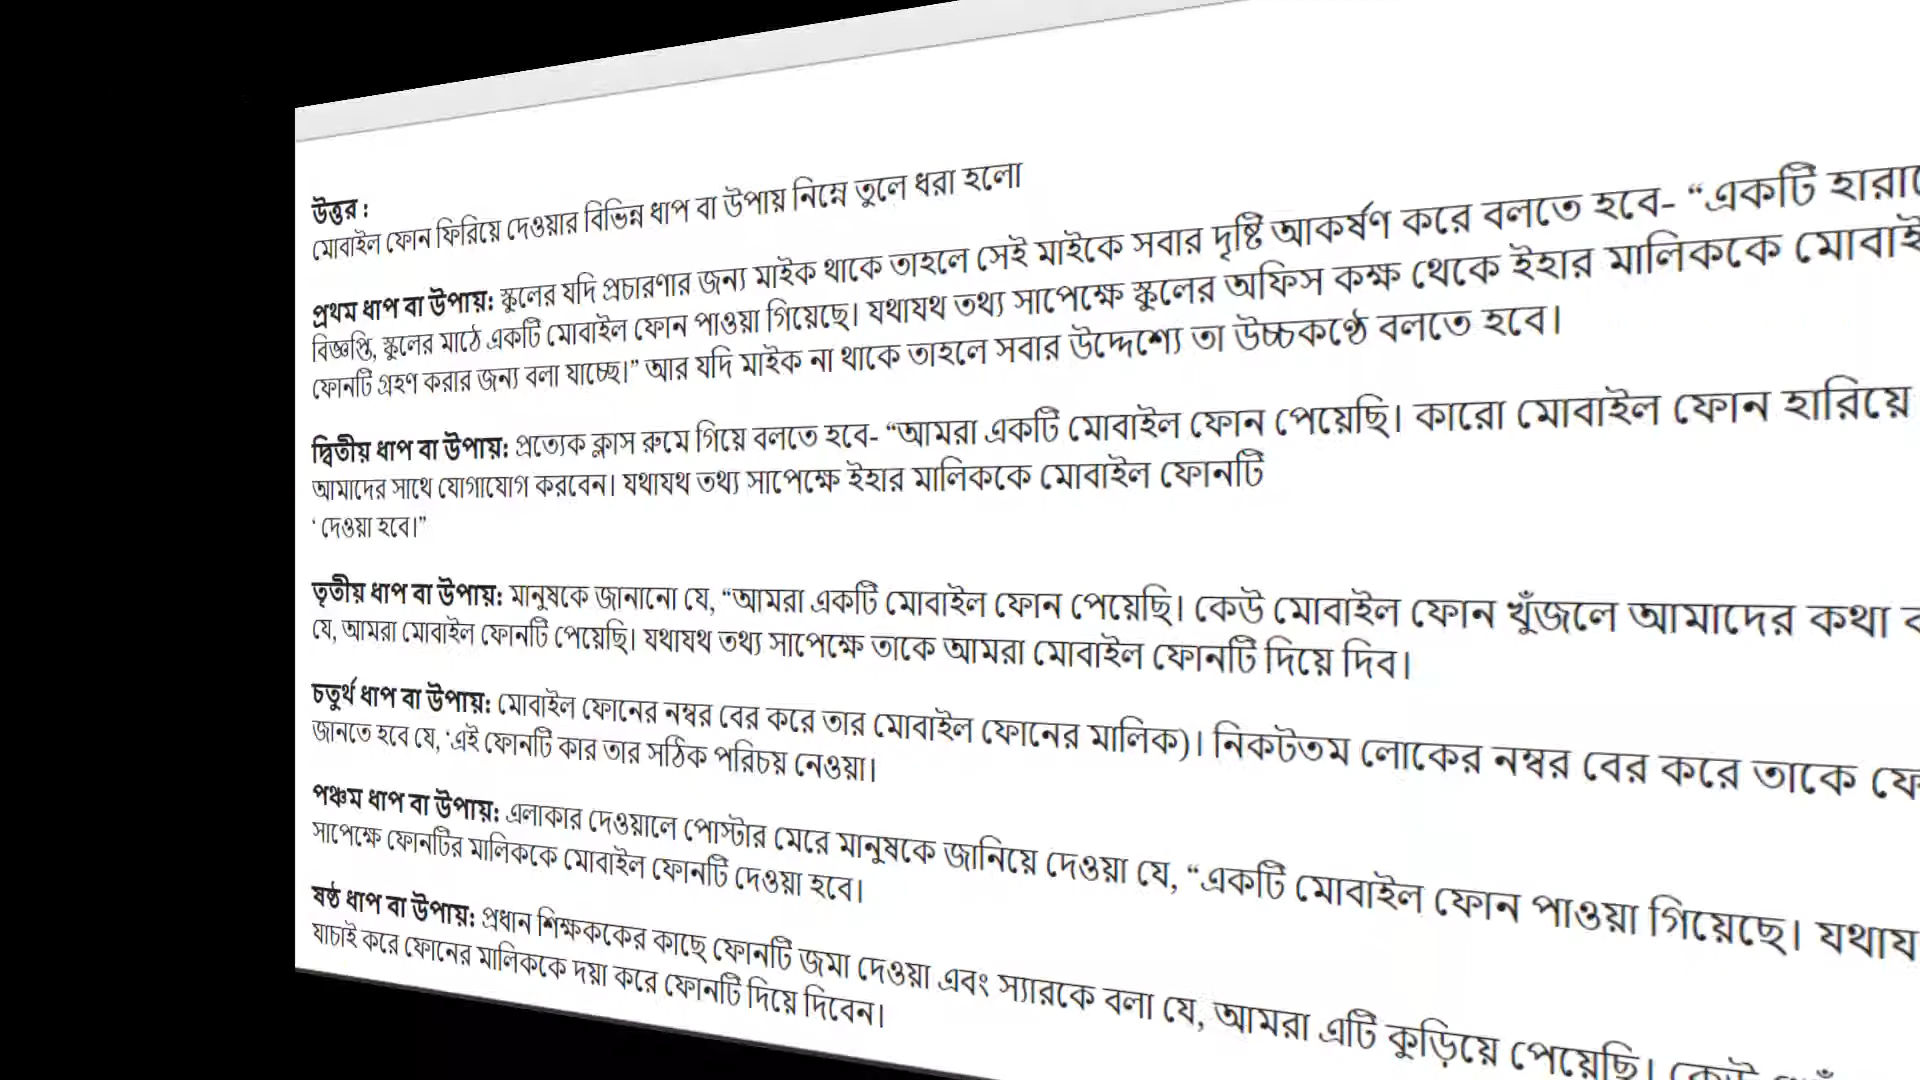 উত্তর :
মোবাইল ফোন ফিরিয়ে দেওয়ার বিভিন্ন ধাপ বা উপায় নিম্নে তুলে ধরা হলো
প্রথম ধাপ বা উপায়: স্কুলের যদি প্রচারণার জন্য মাইক থাকে তাহলে সেই মাইকে সবার দৃষ্টি আকর্ষণ করে বলতে হবে- “একটি
বিজ্ঞপ্তি, স্কুলের মাঠে একটি মোবাইল ফোন পাওয়া গিয়েছে। যথাযথ তথ্য সাপেক্ষে স্কুলের অফিস কক্ষ থেকে ইহার মালিককে
ফোনটি গ্রহণ করার জন্য বলা যাচ্ছে।” আর যদি মাইক না থাকে তাহলে সবার উদ্দেশ্যে তা উচ্চকণ্ঠে বলতে হবে।
দ্বিতীয় ধাপ বা উপায়: প্রত্যেক ক্লাস রুমে গিয়ে বলতে হবে- “আমরা একটি মোবাইল ফোন পেয়েছি। কারো মোবাইল ফোন হারিয়ে
আমাদের সাথে যোগাযোগ করবেন। যথাযথ তথ্য সাপেক্ষে ইহার মালিককে মোবাইল ফোনটি
‘ দেওয়া হবে।”
তৃতীয় ধাপ বা উপায়: মানুষকে জানানো যে, “আমরা একটি মোবাইল ফোন পেয়েছি। কেউ মোবাইল ফোন খুঁজলে আমাদের কথা
যে, আমরা মোবাইল ফোনটি পেয়েছি। যথাযথ তথ্য সাপেক্ষে তাকে আমরা মোবাইল ফোনটি দিয়ে দিব।
চতুর্থ ধাপ বা উপায়: মোবাইল ফোনের নম্বর বের করে তার মোবাইল ফোনের মালিক)। নিকটতম লোকের নম্বর বের করে তাকে
জানতে হবে যে, ‘এই ফোনটি কার তার সঠিক পরিচয় নেওয়া।
পঞ্চম ধাপ বা উপায়: এলাকার দেওয়ালে পোস্টার মেরে মানুষকে জানিয়ে দেওয়া যে, “একটি মোবাইল ফোন পাওয়া গিয়েছে।
সাপেক্ষে ফোনটির মালিককে মোবাইল ফোনটি দেওয়া হবে।
ষষ্ঠ ধাপ বা উপায়: প্রধান শিক্ষককের কাছে ফোনটি জমা দেওয়া এবং স্যারকে বলা যে, আমরা এটি কুড়িয়ে পেয়েছি।
যাচাই করে ফোনের মালিককে দয়া করে ফোনটি দিয়ে দিবেন।